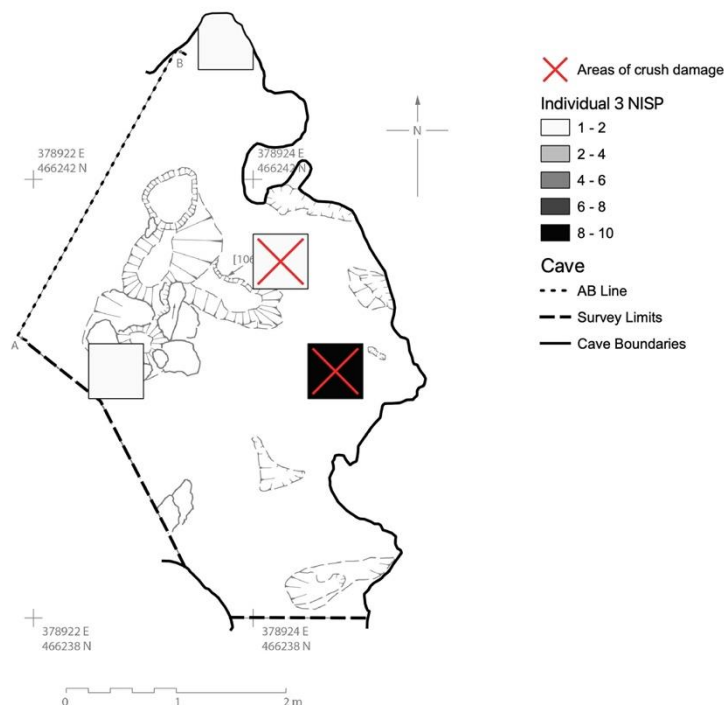 B
378922 E
466242 N
378924 E
466242 N
N
[106
A
378922 E
466238 N
378924 E
466238 N
0
1
2 m
Areas of crush damage
Individual 3 NISP
1 - 2
2 - 4
4 - 6
6 - 8
8 - 10
Cave
AB Line
Survey Limits
Cave Boundaries